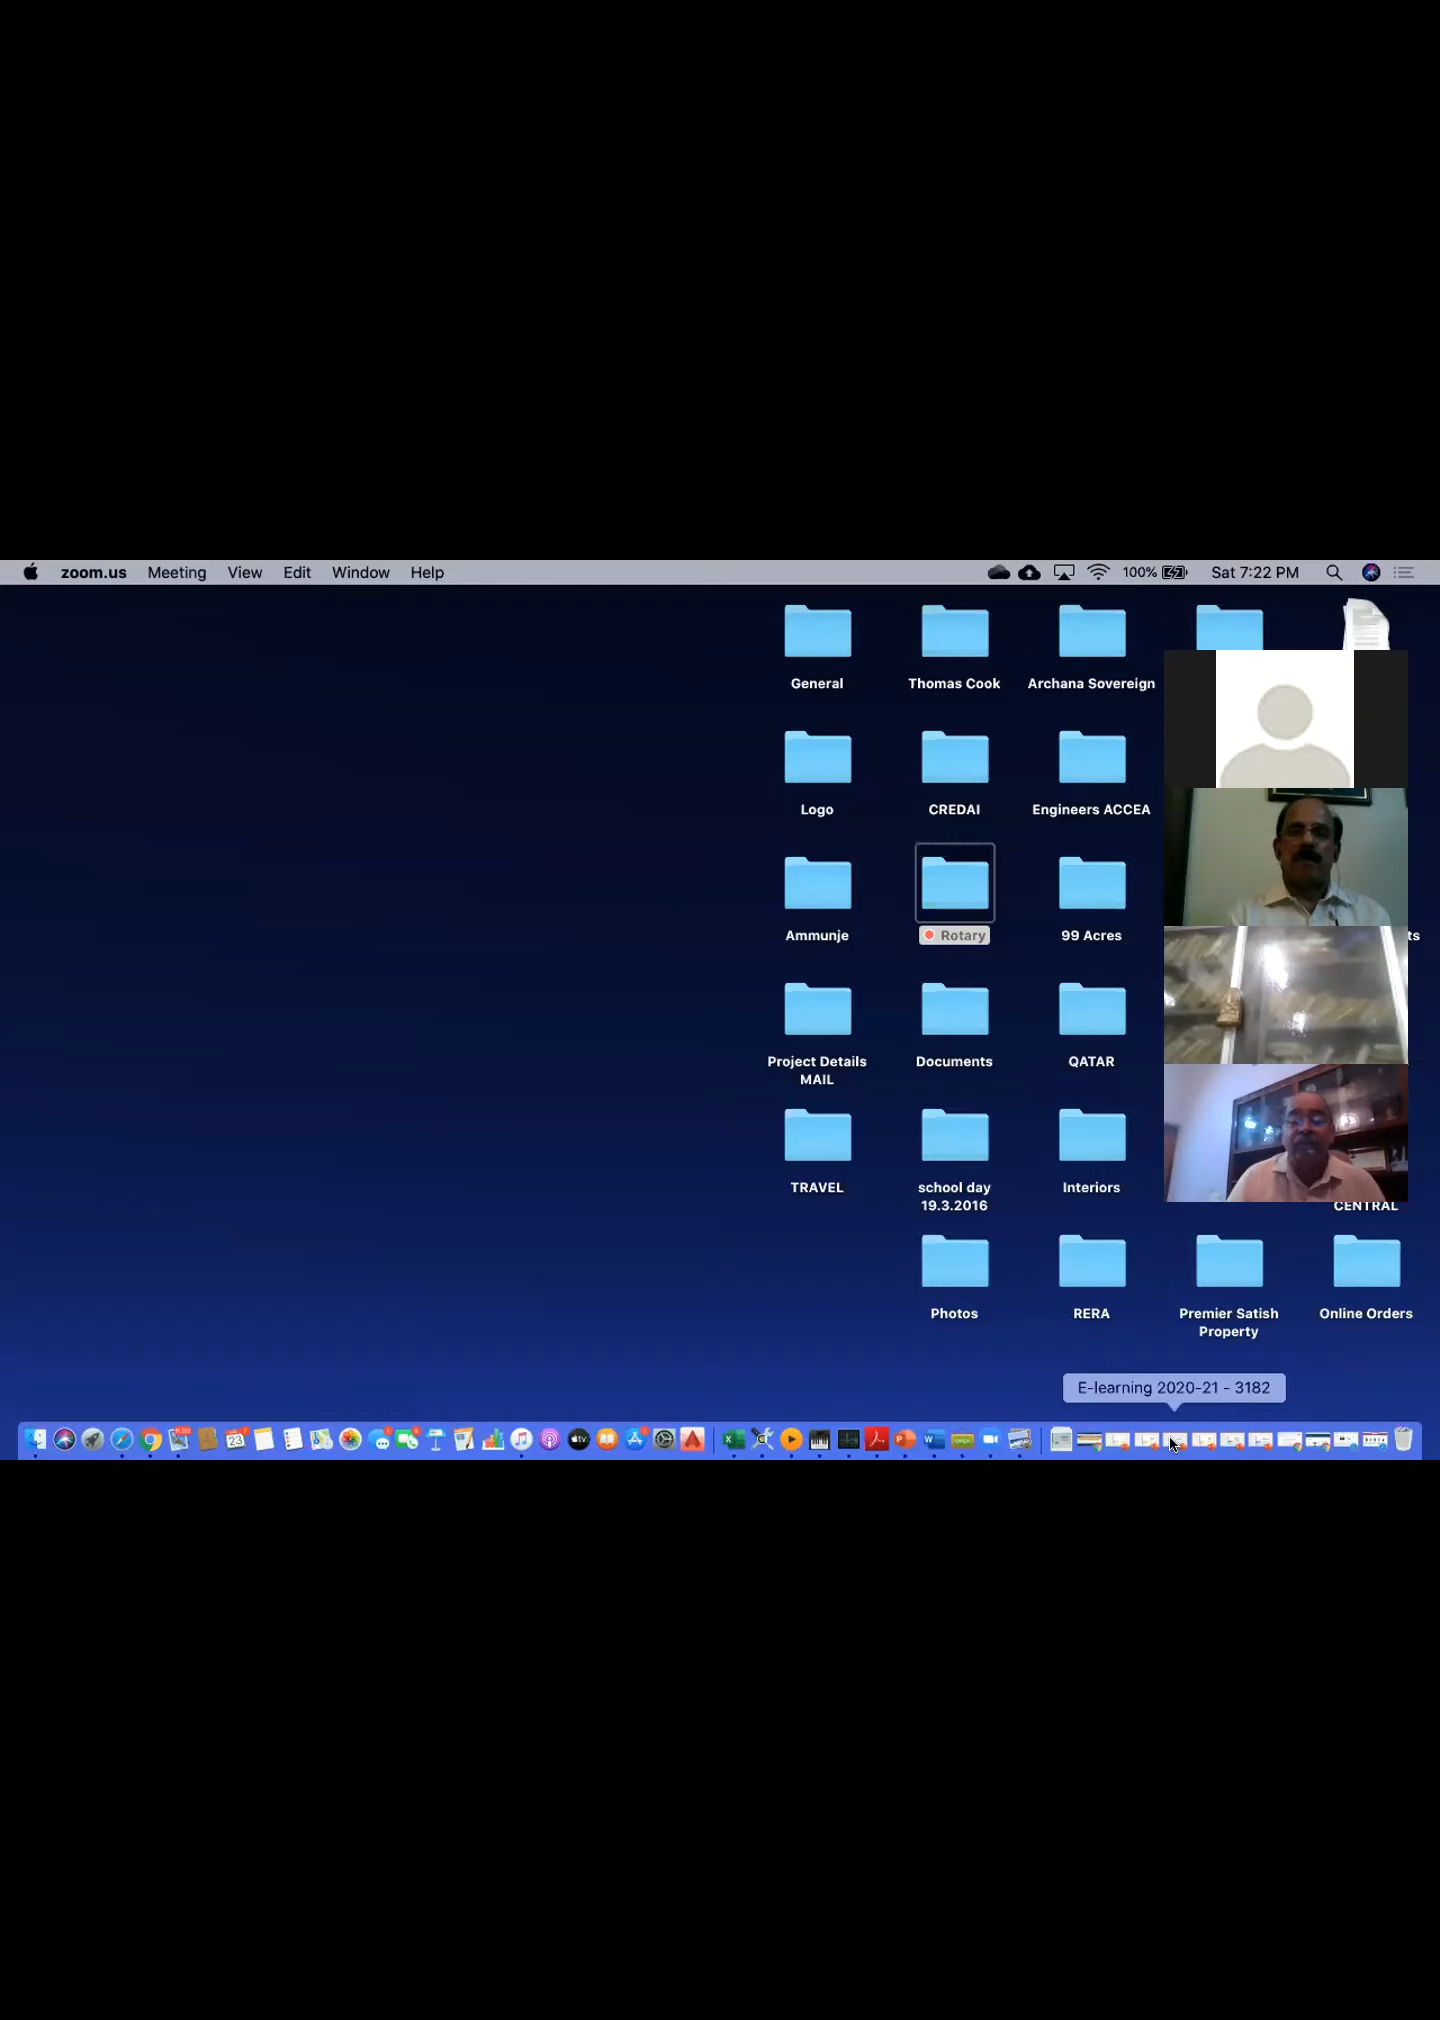 zoom.us Meeting View Edit Window Help 100% Sat 7:22 PM
General Thomas Cook Archana Sovereign
Logo CREDAI Engineers ACCEA
Ammunje Rotary 99 Acres ts
Project Details Documents QATAR
MAIL
TRAVEL school day Interiors
19.3.2016 CENTRAL
Photos RERA Premier Satish Online Orders
Property
E-learning 2020-21 - 3182
23